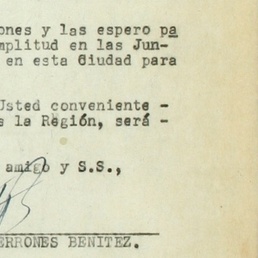 ones y las espero pa
mplitud en las Jun-
en esta Ciudad para
Usted conveniente -
e la Región, será -
amigo y S.S.,
ERRONES BENITEZ.